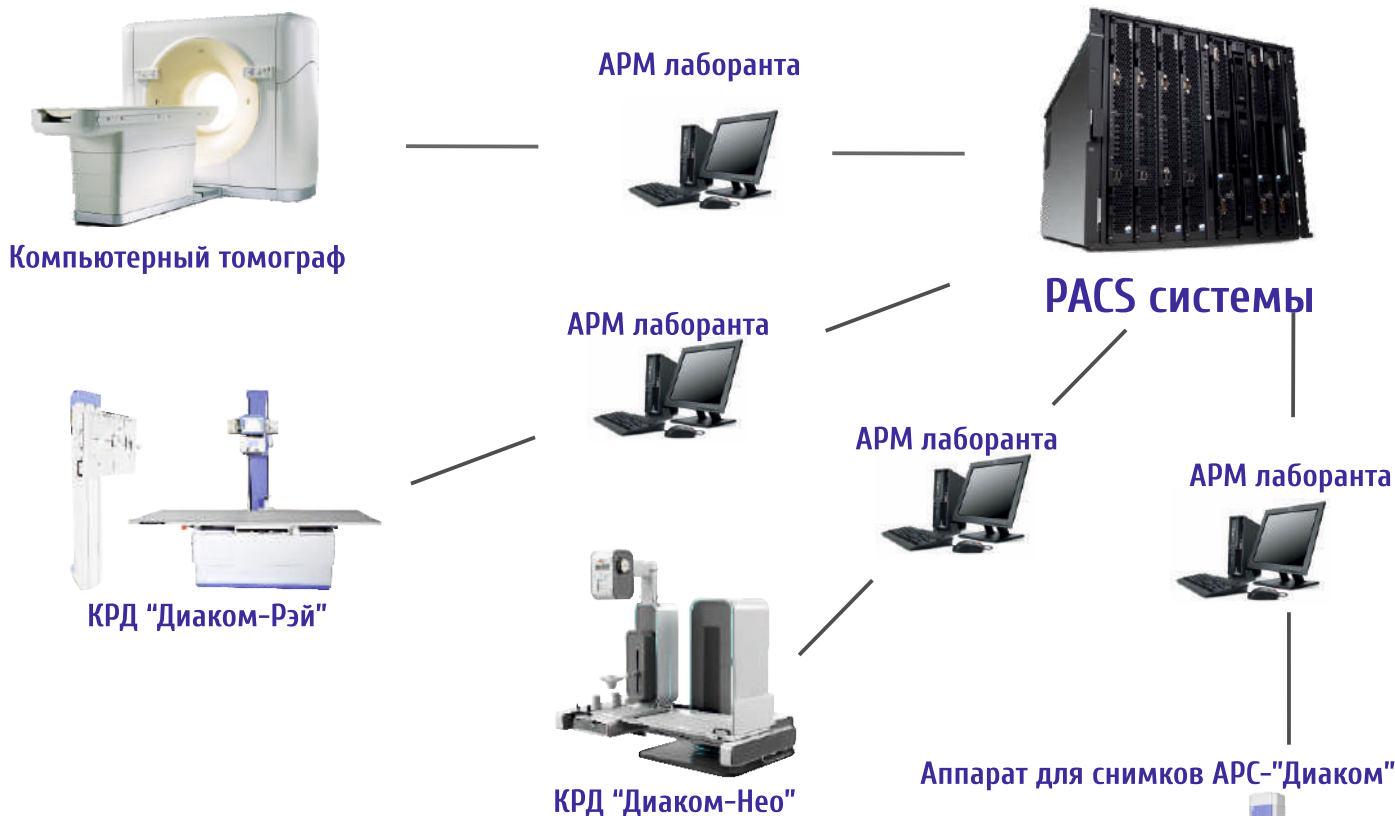 АРМ лаборанта
Компьютерный томограф
PACS системы
АРМ лаборанта
АРМ лаборанта
АРМ лаборанта
КРД “Диаком-Рэй”
Аппарат для снимков АРС-”Диаком”
КРД “Диаком-Нео”